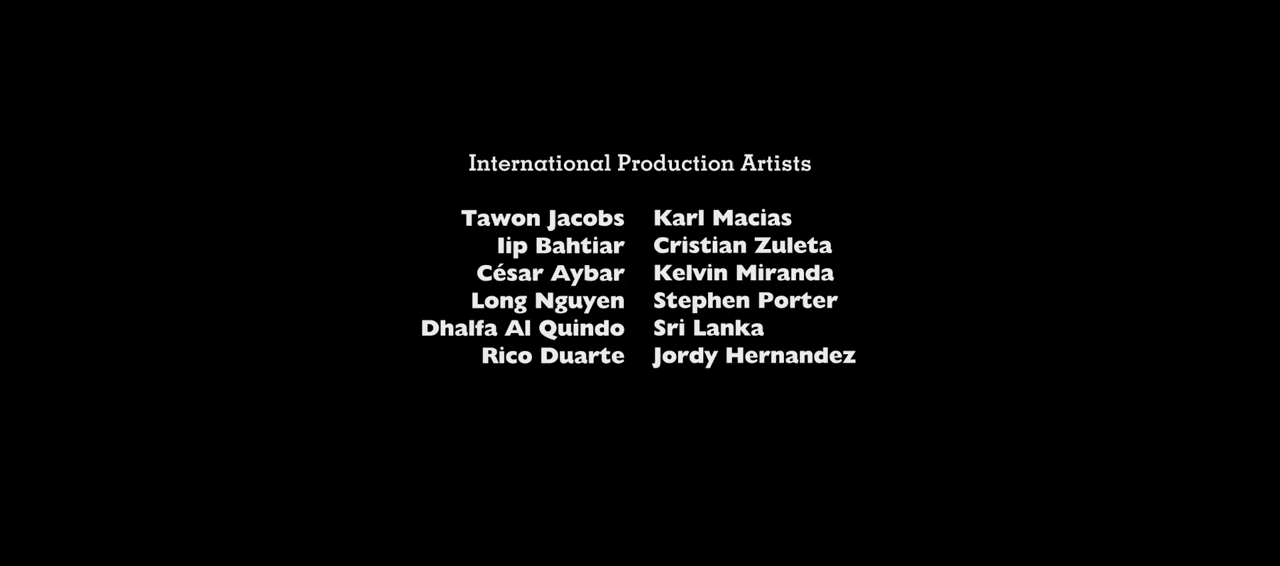 International Production Artists
Tawon Jacobs Karl Macias
Iip Bahtiar Cristian Zuleta
César Aybar Kelvin Miranda
Long Nguyen Stephen Porter
Dhalfa Al Quindo Sri Lanka
Rico Duarte Jordy Hernandez